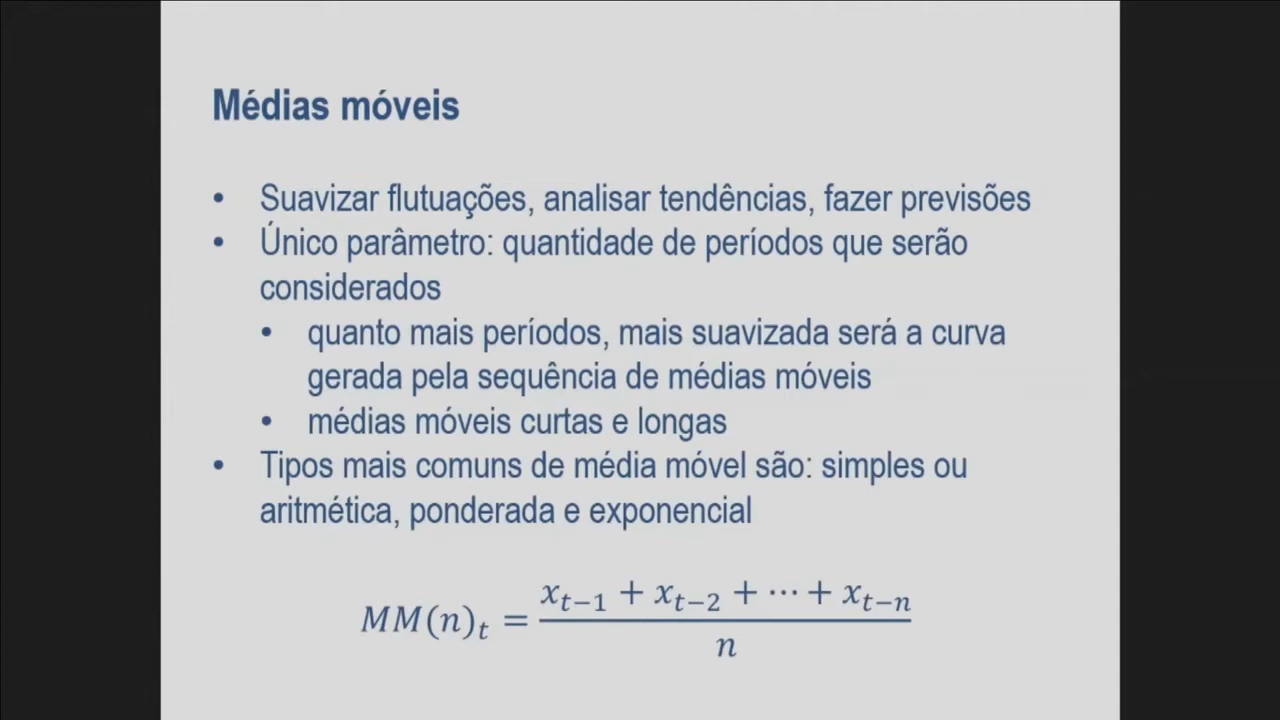 Médias móveis
• Suavizar flutuações, analisar tendências, fazer previsões
• Único parâmetro: quantidade de períodos que serão
considerados
• quanto mais períodos, mais suavizada será a curva
gerada pela sequência de médias móveis
• médias móveis curtas e longas
• Tipos mais comuns de média móvel são: simples ou
aritmética, ponderada e exponencial
MM(n)_t = (x_{t−1} + x_{t−2} + ⋯ + x_{t−n}) / n